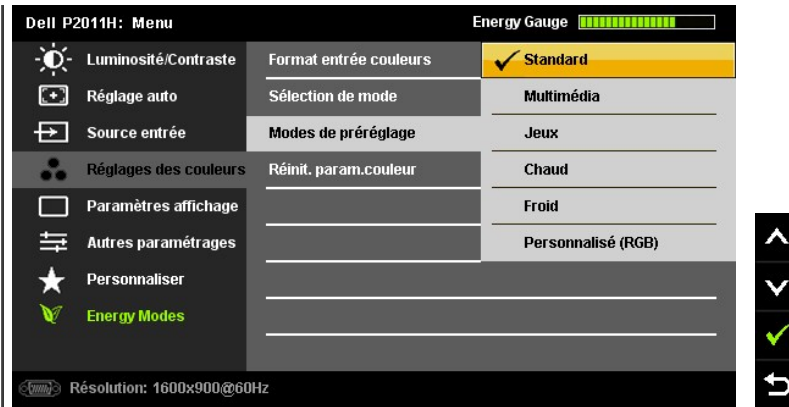 Dell P2011H: Menu
Energy Gauge
Luminosité/Contraste
Format entrée couleurs
Standard
Réglage auto
Sélection de mode
Multimédia
Source entrée
Modes de préréglage
Jeux
Réglages des couleurs
Réinit. param.couleur
Chaud
Paramètres affichage
Froid
Autres paramétrages
Personnalisé (RGB)
Personnaliser
Energy Modes
Résolution: 1600x900@60Hz